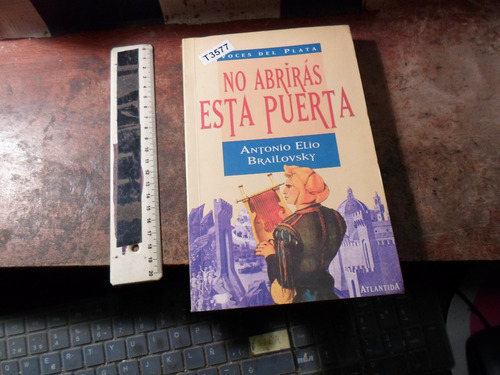 T3577
VOCES DEL PLATA
NO ABRIRÁS
ESTA PUERTA
ANTONIO ELIO
BRAILOVSKY
ATLANTIDA